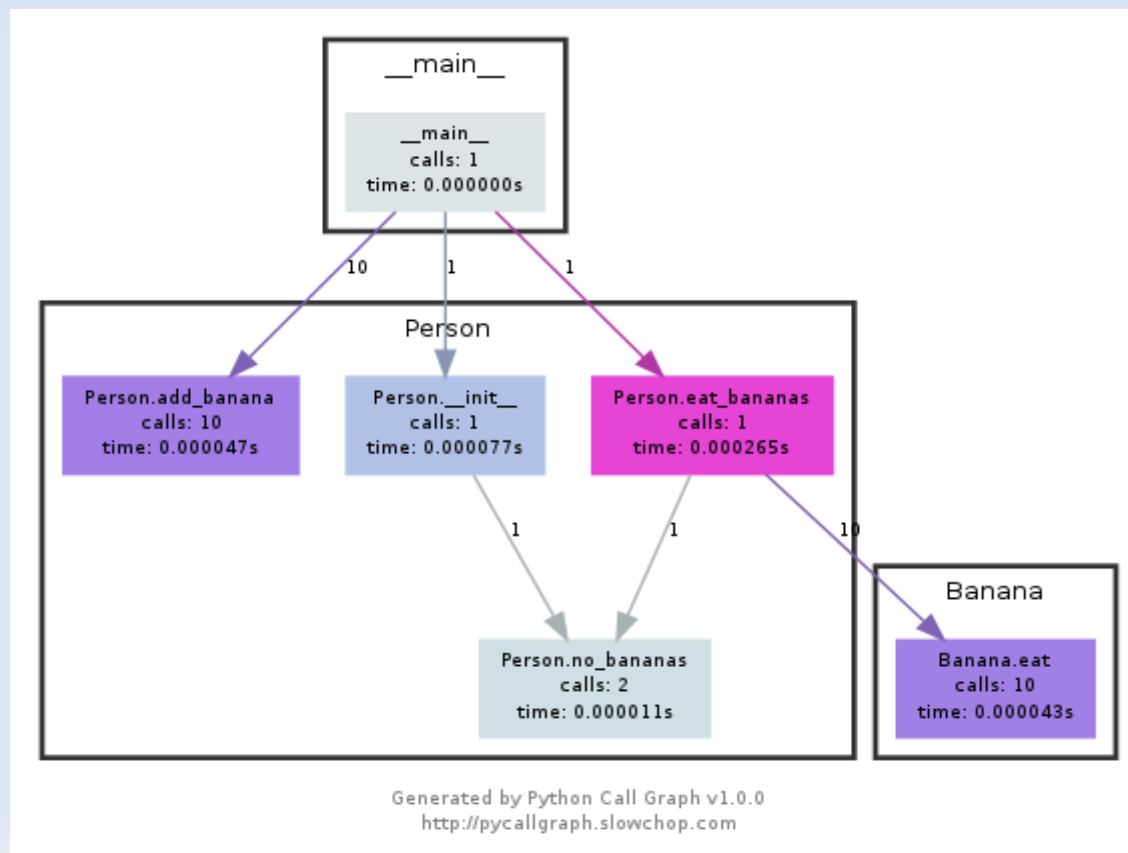 __main__
__main__
calls: 1
time: 0.000000s
10
1
1
Person
Person.add_banana
calls: 10
time: 0.000047s
Person.__init__
calls: 1
time: 0.000077s
Person.eat_bananas
calls: 1
time: 0.000265s
1
1
10
Banana
Person.no_bananas
calls: 2
time: 0.000011s
Banana.eat
calls: 10
time: 0.000043s
Generated by Python Call Graph v1.0.0
http://pycallgraph.slowchop.com